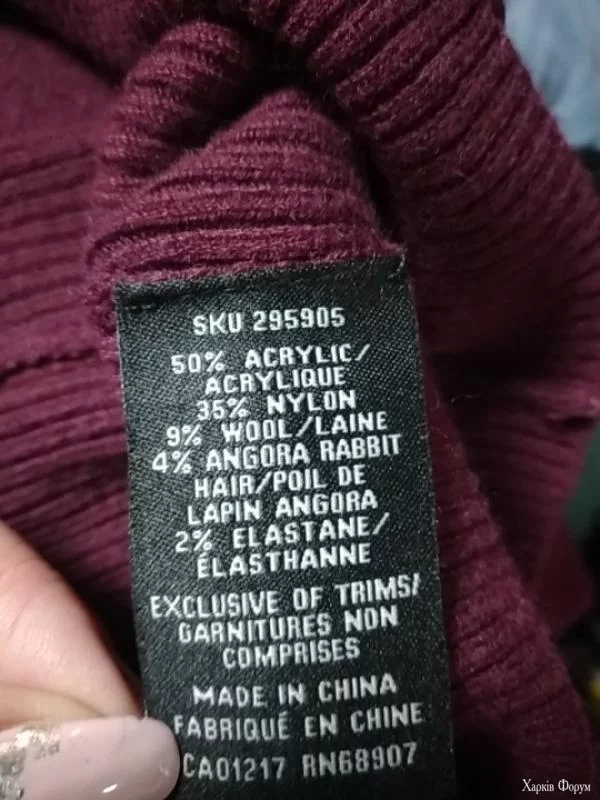 SKU 295905
50% ACRYLIC/
ACRYLIQUE
35% NYLON
9% WOOL/LAINE
4% ANGORA RABBIT
HAIR/POIL DE
LAPIN ANGORA
2% ELASTANE/
ÉLASTHANNE
EXCLUSIVE OF TRIMS/
GARNITURES NON
COMPRISES
MADE IN CHINA
FABRIQUÉ EN CHINE
CA01217 RN68907
Харків Форум